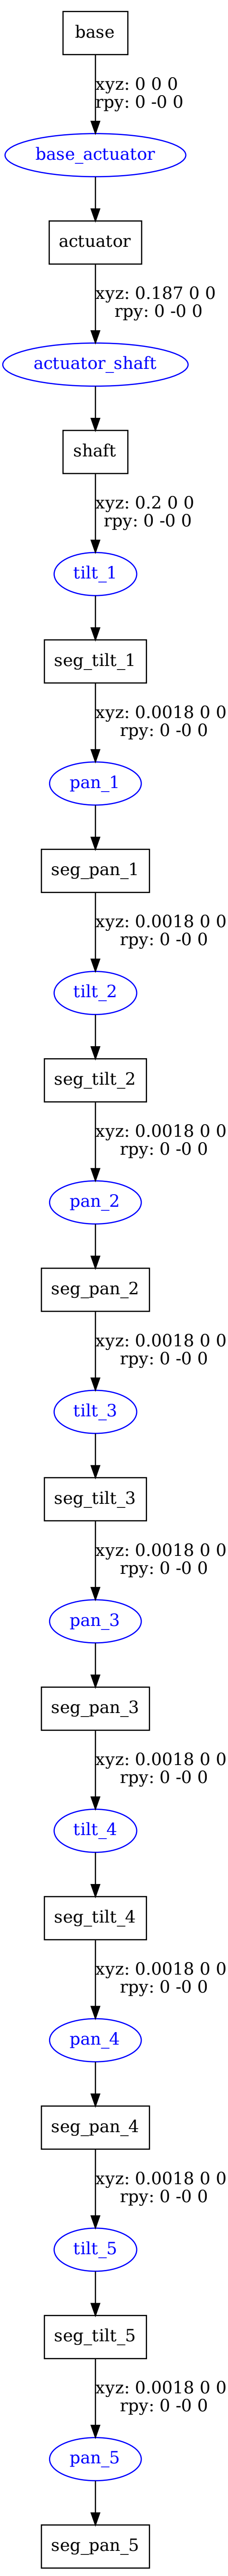 base
xyz: 0 0 0
rpy: 0 -0 0
base_actuator
actuator
xyz: 0.187 0 0
rpy: 0 -0 0
actuator_shaft
shaft
xyz: 0.2 0 0
rpy: 0 -0 0
tilt_1
seg_tilt_1
xyz: 0.0018 0 0
rpy: 0 -0 0
pan_1
seg_pan_1
xyz: 0.0018 0 0
rpy: 0 -0 0
tilt_2
seg_tilt_2
xyz: 0.0018 0 0
rpy: 0 -0 0
pan_2
seg_pan_2
xyz: 0.0018 0 0
rpy: 0 -0 0
tilt_3
seg_tilt_3
xyz: 0.0018 0 0
rpy: 0 -0 0
pan_3
seg_pan_3
xyz: 0.0018 0 0
rpy: 0 -0 0
tilt_4
seg_tilt_4
xyz: 0.0018 0 0
rpy: 0 -0 0
pan_4
seg_pan_4
xyz: 0.0018 0 0
rpy: 0 -0 0
tilt_5
seg_tilt_5
xyz: 0.0018 0 0
rpy: 0 -0 0
pan_5
seg_pan_5